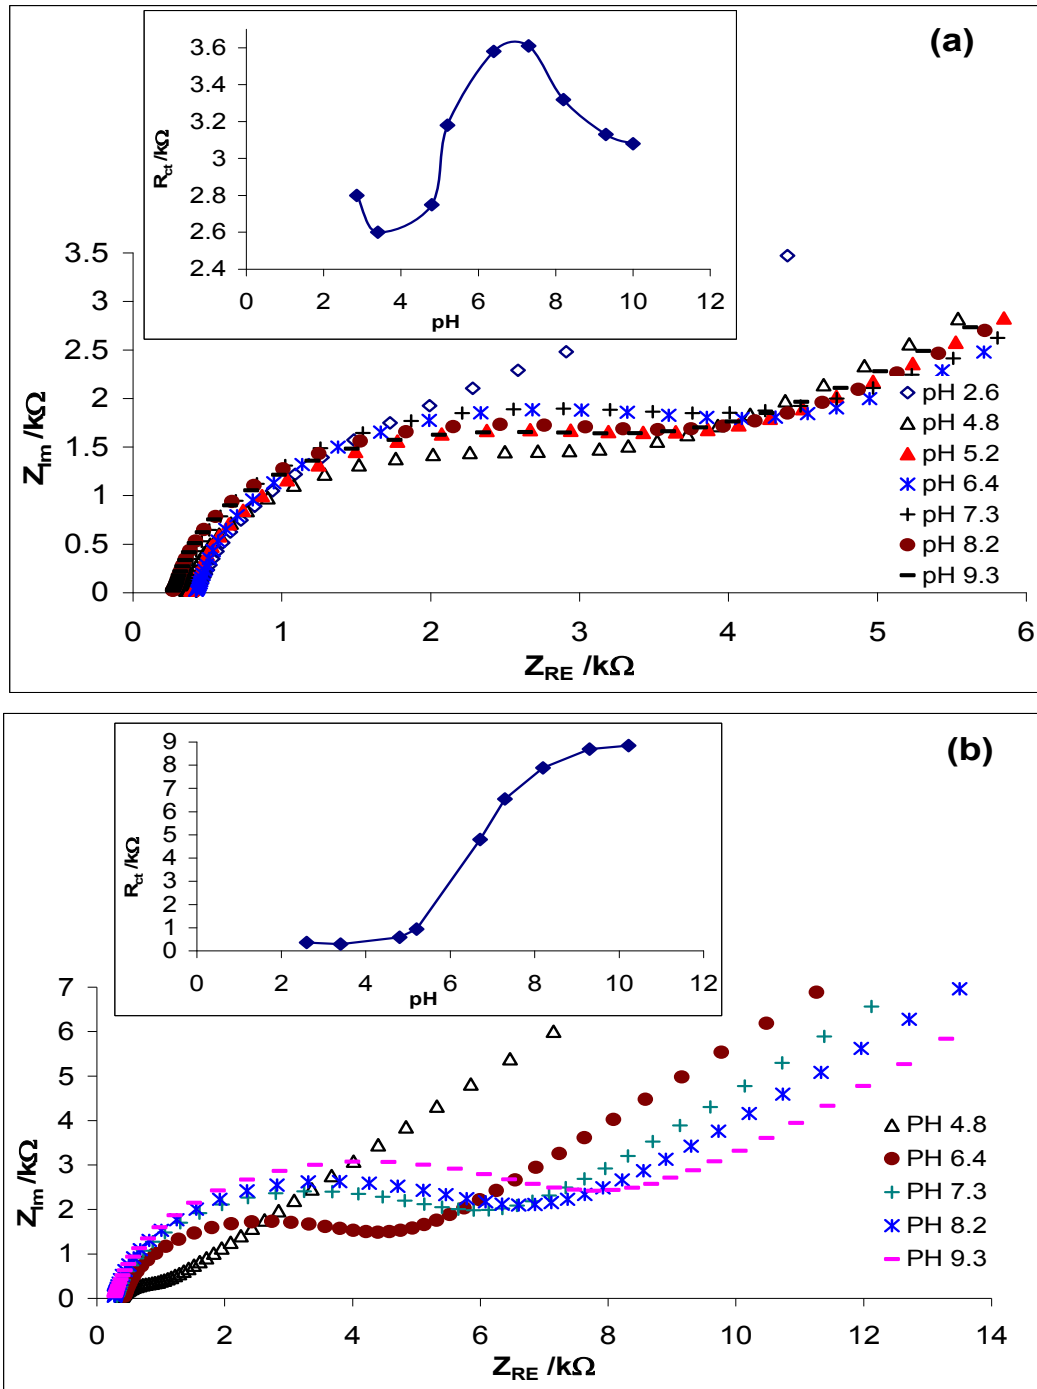 (a)
3.6
3.4
3.2
3
2.8
2.6
2.4
R_ct /kΩ
0 2 4 6 8 10 12
pH
3.5
3
2.5
2
1.5
1
0.5
0
Z_Im /kΩ
0 1 2 3 4 5 6
Z_RE /kΩ
pH 2.6
pH 4.8
pH 5.2
pH 6.4
pH 7.3
pH 8.2
pH 9.3
(b)
9
8
7
6
5
4
3
2
1
0
R_ct /kΩ
0 2 4 6 8 10 12
pH
7
6
5
4
3
2
1
0
Z_Im /kΩ
0 2 4 6 8 10 12 14
Z_RE /kΩ
PH 4.8
PH 6.4
PH 7.3
PH 8.2
PH 9.3